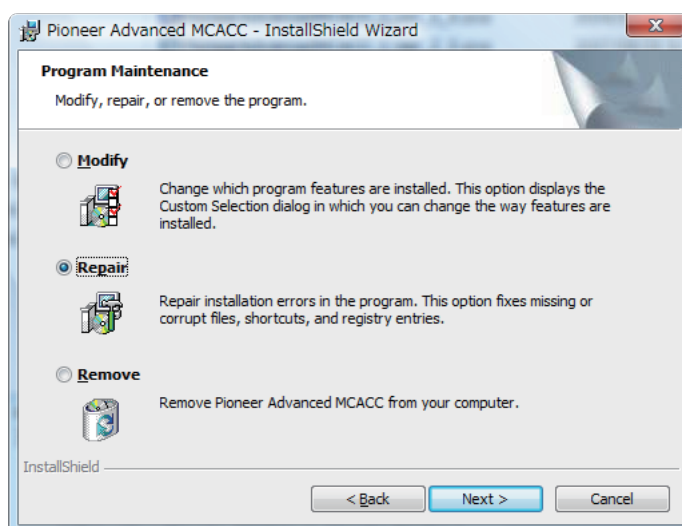 Pioneer Advanced MCACC - InstallShield Wizard
Program Maintenance
Modify, repair, or remove the program.
Modify
Change which program features are installed. This option displays the
Custom Selection dialog in which you can change the way features are
installed.
Repair
Repair installation errors in the program. This option fixes missing or
corrupt files, shortcuts, and registry entries.
Remove
Remove Pioneer Advanced MCACC from your computer.
InstallShield
< Back Next > Cancel